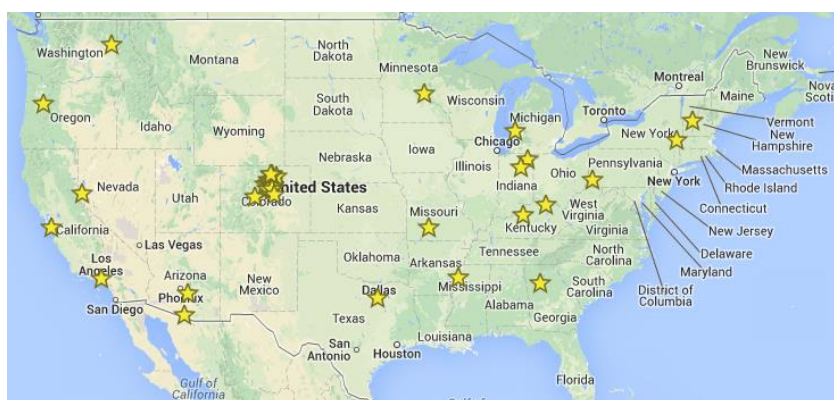 Washington
Montana
North
Dakota
Minnesota
Montreal
New
Brunswick
Maine
Oregon
Idaho
Wyoming
South
Dakota
Wisconsin
Michigan
Toronto
New York
Vermont
New
Hampshire
Massachusetts
Rhode Island
Connecticut
New Jersey
Delaware
Maryland
District of
Columbia
Chicago
Iowa
Nebraska
Illinois
Indiana
Ohio
Pennsylvania
New York
Nevada
Utah
Colorado
United States
Kansas
Missouri
West
Virginia
Kentucky
Virginia
California
Las Vegas
Los
Angeles
San Diego
Arizona
Phoenix
New
Mexico
Oklahoma
Arkansas
Tennessee
North
Carolina
South
Carolina
Mississippi
Alabama
Georgia
Dallas
Texas
Louisiana
San
Antonio
Houston
Florida
Gulf of
California